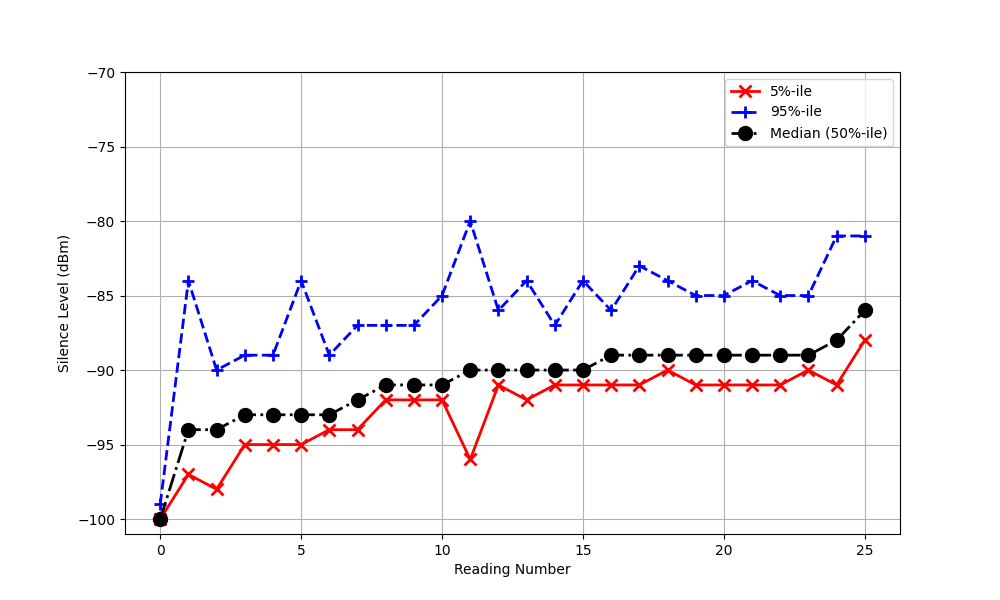 −70
−75
−80
−85
−90
−95
−100
0 5 10 15 20 25
Reading Number
Silence Level (dBm)
5%-ile
95%-ile
Median (50%-ile)